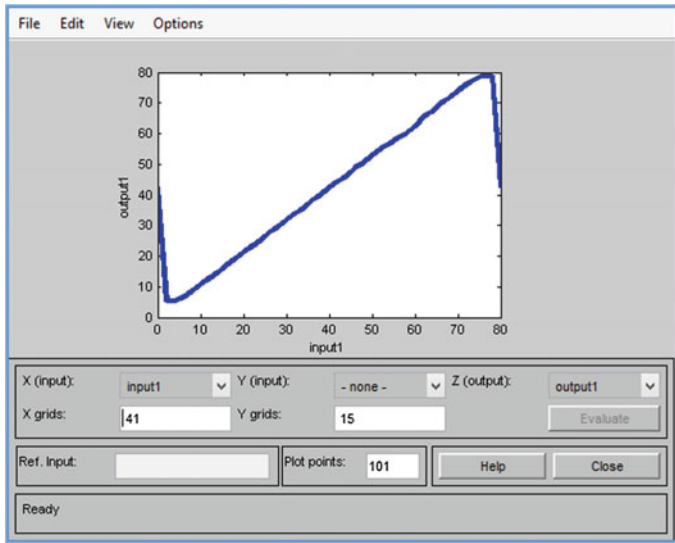 File Edit View Options
80
70
60
50
40
30
20
10
0
output1
0 10 20 30 40 50 60 70 80
input1
X (input): input1 Y (input): - none - Z (output): output1
X grids: 41 Y grids: 15 Evaluate
Ref. Input: Plot points: 101 Help Close
Ready